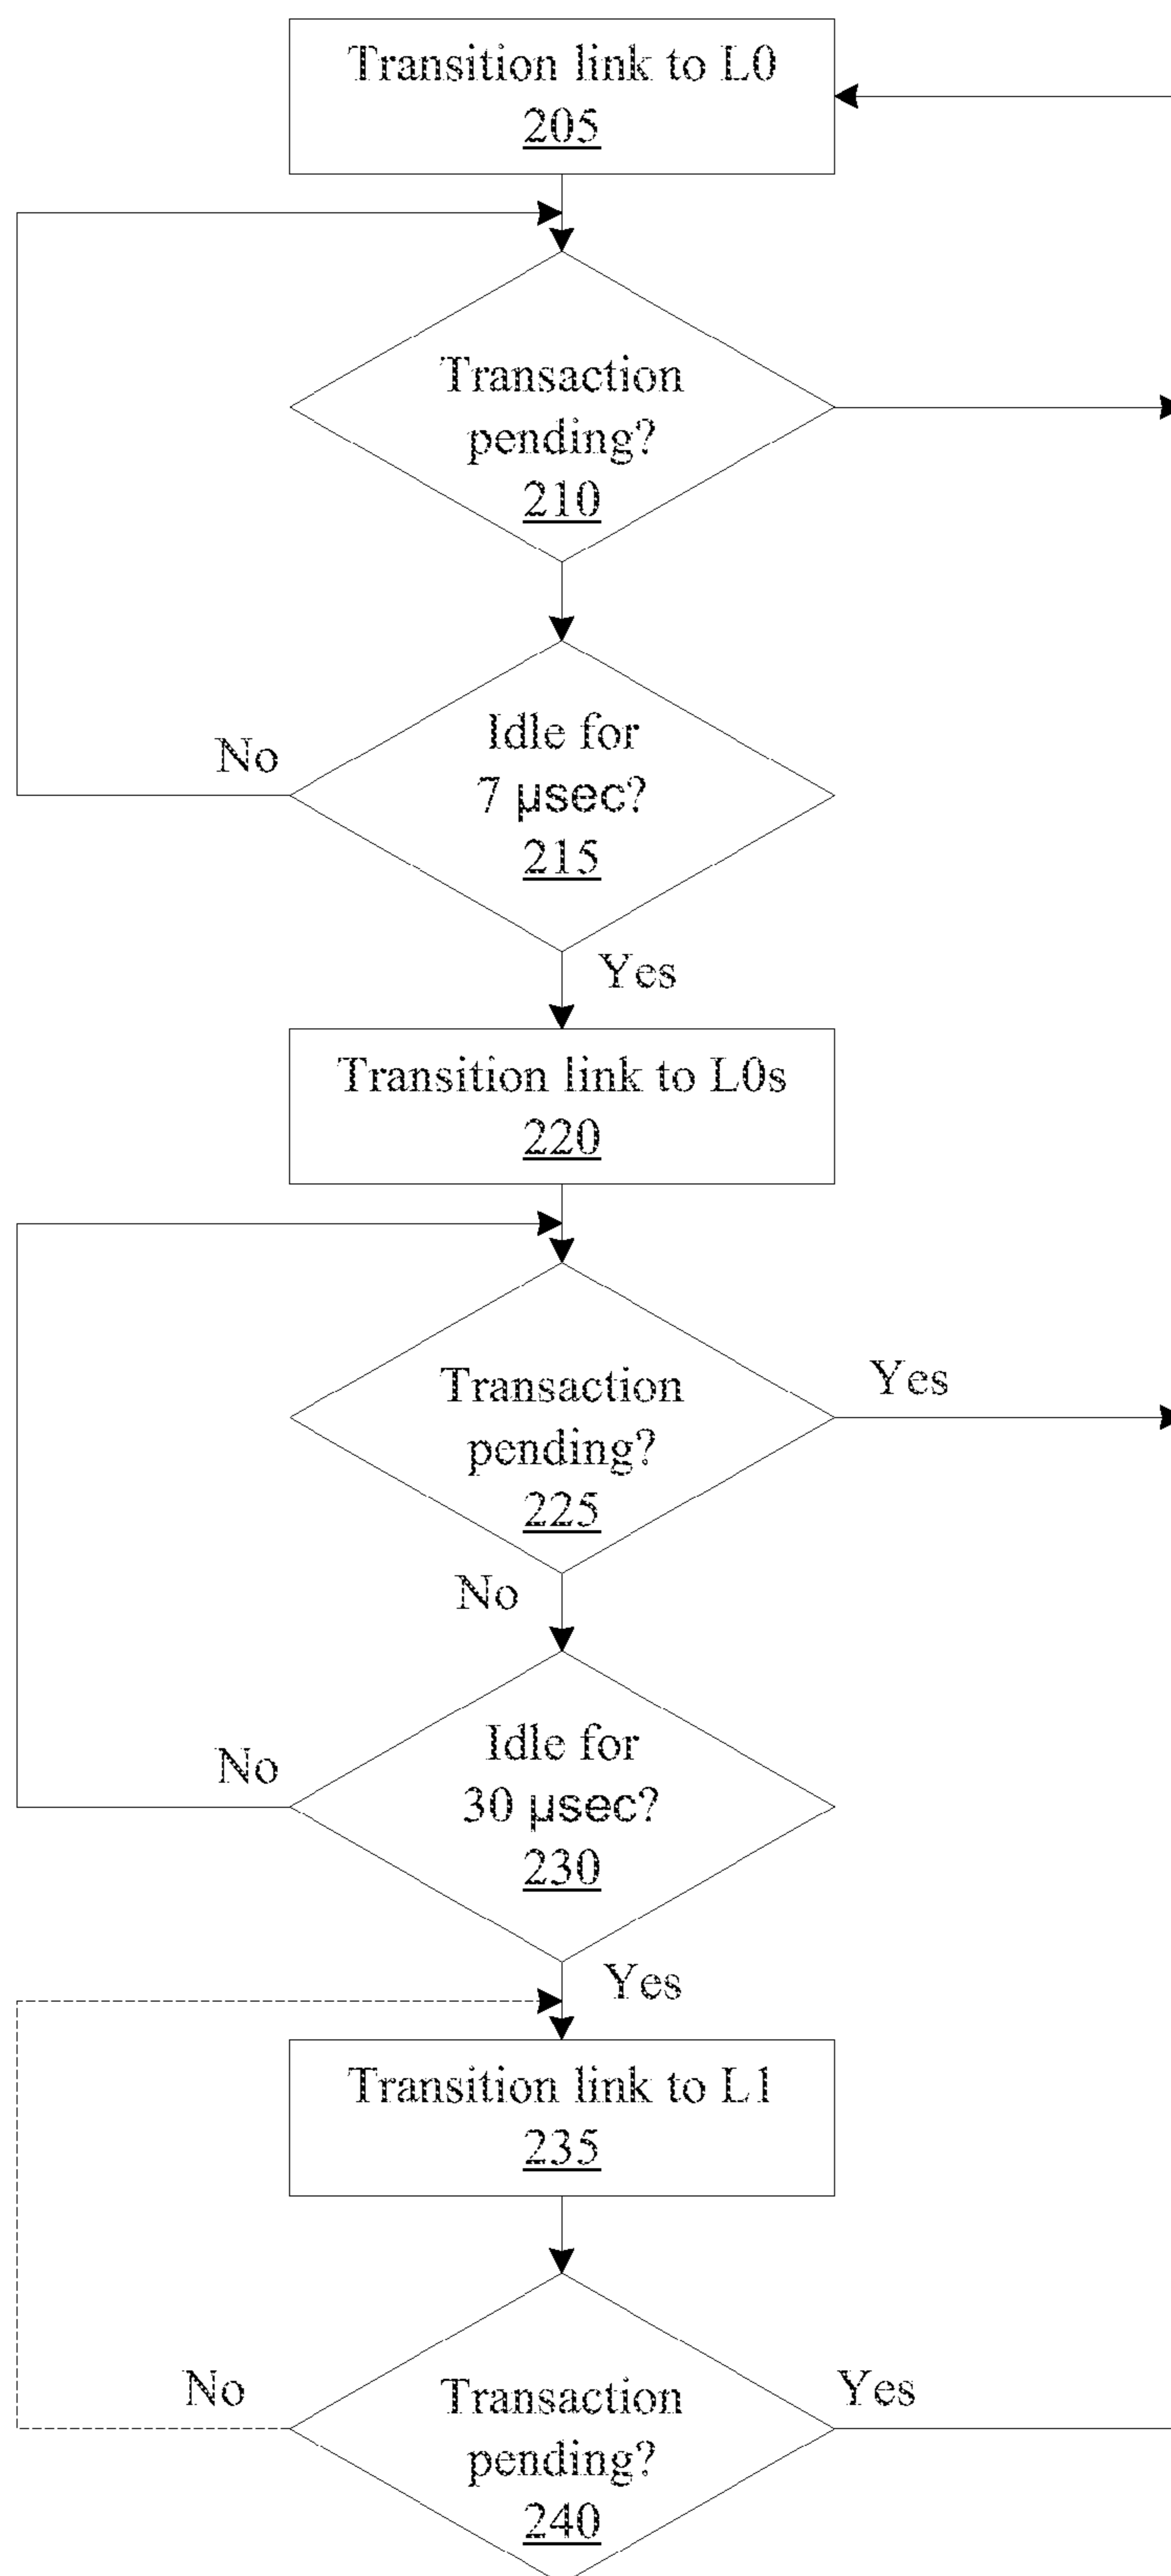 Transition link to L0
205
Transaction
pending?
210
Idle for
7 µsec?
215
No
Yes
Transition link to L0s
220
Transaction
pending?
225
Yes
No
Idle for
30 µsec?
230
No
Yes
Transition link to L1
235
Transaction
pending?
240
No
Yes